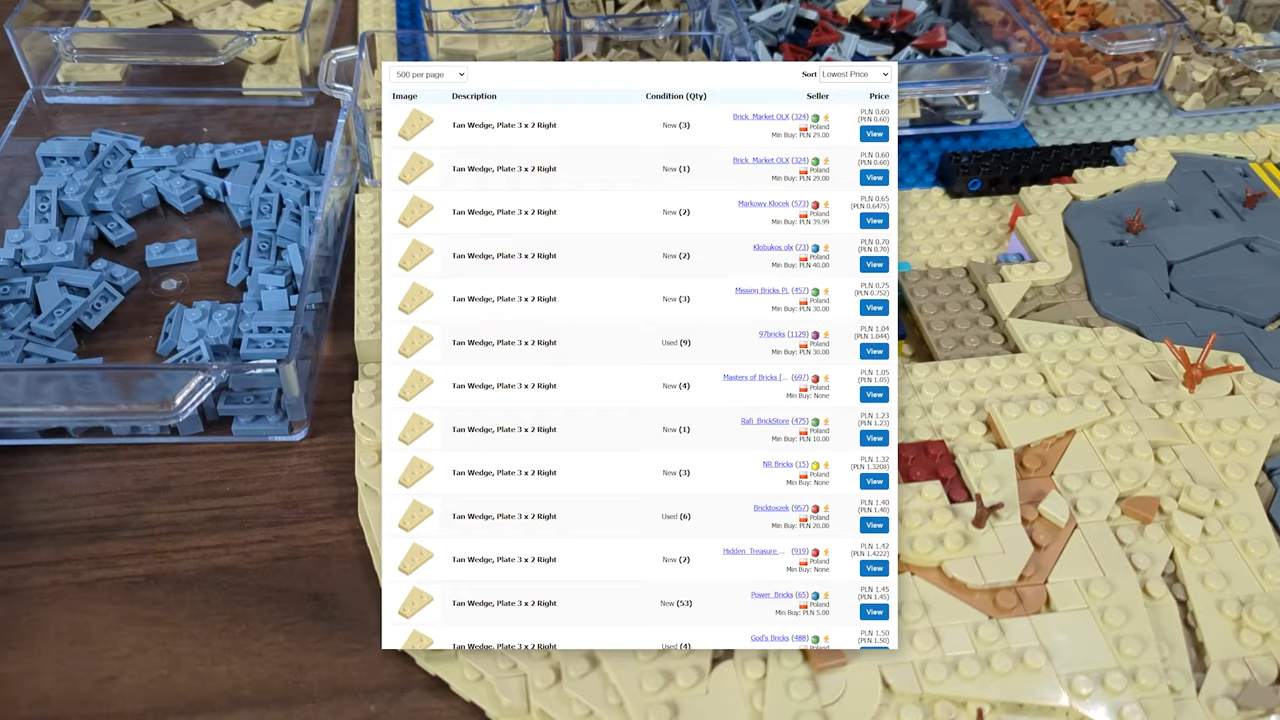 500 per page
Sort Lowest Price
Image Description Condition (Qty) Seller Price
Tan Wedge, Plate 3 x 2 Right New (3) Brick Market OLX (324) Poland Min Buy: PLN 29.00 PLN 0.60 (PLN 0.60) View
Tan Wedge, Plate 3 x 2 Right New (1) Brick Market OLX (324) Poland Min Buy: PLN 29.00 PLN 0.60 (PLN 0.60) View
Tan Wedge, Plate 3 x 2 Right New (2) Markowy Klocek (573) Poland Min Buy: PLN 39.99 PLN 0.65 (PLN 0.6475) View
Tan Wedge, Plate 3 x 2 Right New (2) Klobukos olx (73) Poland Min Buy: PLN 40.00 PLN 0.70 (PLN 0.70) View
Tan Wedge, Plate 3 x 2 Right New (3) Missing Bricks PL (457) Poland Min Buy: PLN 30.00 PLN 0.75 (PLN 0.752) View
Tan Wedge, Plate 3 x 2 Right Used (9) 97bricks (1129) Poland Min Buy: PLN 30.00 PLN 1.04 (PLN 1.044) View
Tan Wedge, Plate 3 x 2 Right New (4) Masters of Bricks [... (697) Poland Min Buy: None PLN 1.05 (PLN 1.05) View
Tan Wedge, Plate 3 x 2 Right New (1) Rafi BrickStore (475) Poland Min Buy: PLN 10.00 PLN 1.23 (PLN 1.23) View
Tan Wedge, Plate 3 x 2 Right New (3) NR Bricks (15) Poland Min Buy: None PLN 1.32 (PLN 1.3208) View
Tan Wedge, Plate 3 x 2 Right Used (6) Bricktoszek (957) Poland Min Buy: PLN 20.00 PLN 1.40 (PLN 1.40) View
Tan Wedge, Plate 3 x 2 Right New (2) Hidden Treasure ... (919) Poland Min Buy: None PLN 1.42 (PLN 1.4222) View
Tan Wedge, Plate 3 x 2 Right New (53) Power Bricks (65) Poland Min Buy: PLN 5.00 PLN 1.45 (PLN 1.45) View
Tan Wedge, Plate 3 x 2 Right Used (4) God's Bricks (488) Poland PLN 1.50 (PLN 1.50)